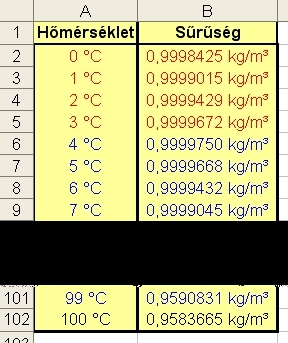 A B
1 Hőmérséklet Sűrűség
2 0 °C 0,9998425 kg/m³
3 1 °C 0,9999015 kg/m³
4 2 °C 0,9999429 kg/m³
5 3 °C 0,9999672 kg/m³
6 4 °C 0,9999750 kg/m³
7 5 °C 0,9999668 kg/m³
8 6 °C 0,9999432 kg/m³
9 7 °C 0,9999045 kg/m³
101 99 °C 0,9590831 kg/m³
102 100 °C 0,9583665 kg/m³